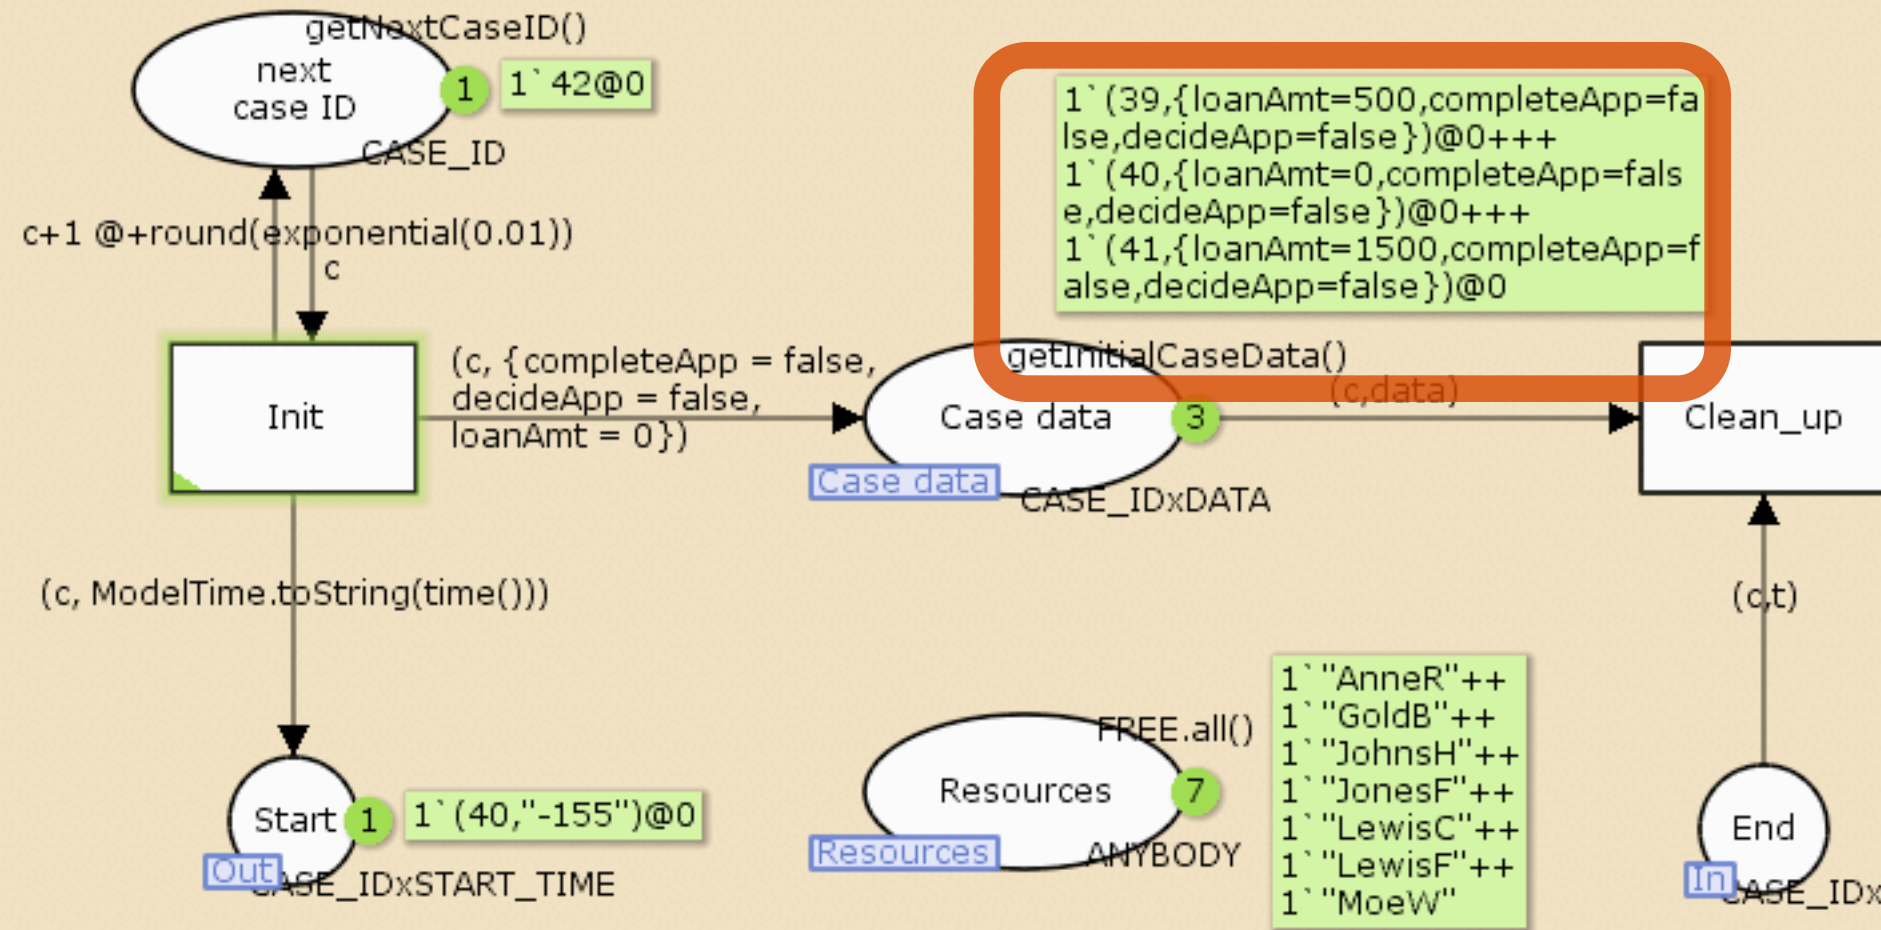 getNextCaseID()
next
case ID
1
1`42@0
CASE_ID
c+1 @+round(exponential(0.01))
c
1`(39,{loanAmt=500,completeApp=fa
lse,decideApp=false})@0+++
1`(40,{loanAmt=0,completeApp=fals
e,decideApp=false})@0+++
1`(41,{loanAmt=1500,completeApp=f
alse,decideApp=false})@0
Init
(c, {completeApp = false,
decideApp = false,
loanAmt = 0})
getInitialCaseData()
Case data
3
Case data
CASE_IDxDATA
(c,data)
Clean_up
(c, ModelTime.toString(time()))
(c,t)
Start
1
1`(40,"-155")@0
Out
CASE_IDxSTART_TIME
FREE.all()
Resources
7
Resources
ANYBODY
1`"AnneR"++
1`"GoldB"++
1`"JohnsH"++
1`"JonesF"++
1`"LewisC"++
1`"LewisF"++
1`"MoeW"
End
In
CASE_IDx